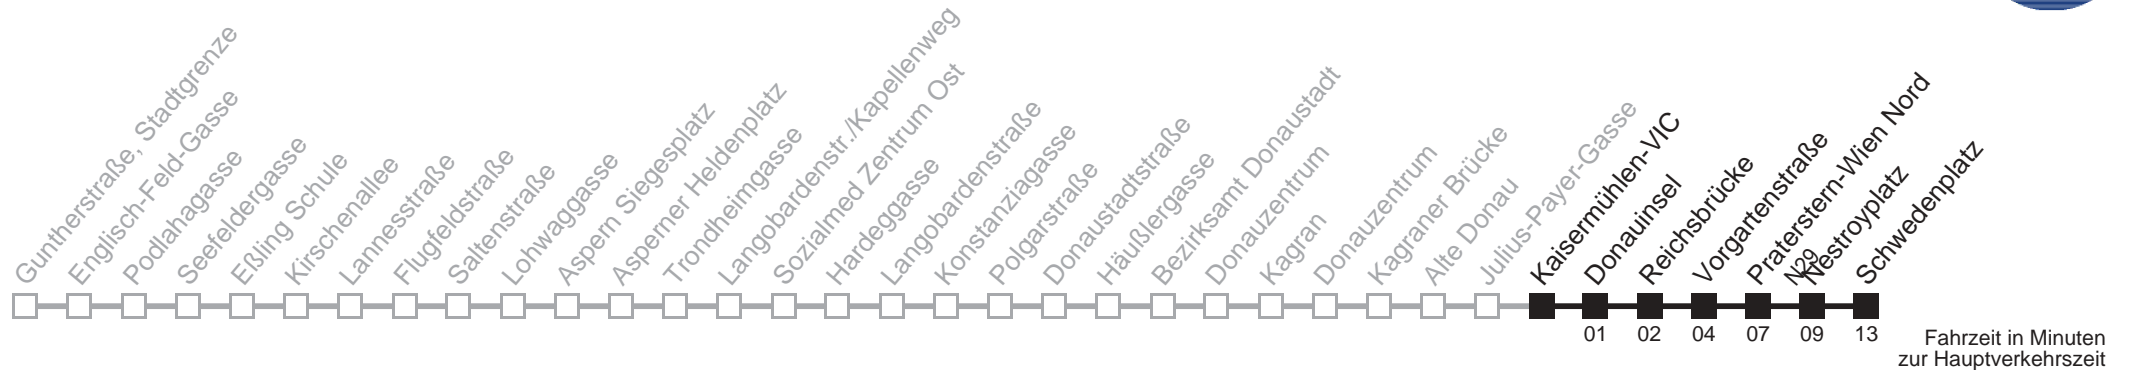 Guntherstraße, Stadtgrenze
Englisch-Feld-Gasse
Podlahagasse
Seefeldergasse
Eßling Schule
Kirschenallee
Lannesstraße
Flugfeldstraße
Saltenstraße
Lohwaggasse
Aspern Siegesplatz
Asperner Heldenplatz
Trondheimgasse
Langobardenstr./Kapellenweg
Sozialmed Zentrum Ost
Hardeggasse
Langobardenstraße
Konstanziagasse
Polgarstraße
Donaustadtstraße
Häußlergasse
Bezirksamt Donaustadt
Donauzentrum
Kagran
Donauzentrum
Kagraner Brücke
Alte Donau
Julius-Payer-Gasse
Kaisermühlen-VIC
Donauinsel
Reichsbrücke
Vorgartenstraße
Praterstern-Wien Nord
N29
Nestroyplatz
Schwedenplatz
01 02 04 07 09 13
Fahrzeit in Minuten
zur Hauptverkehrszeit